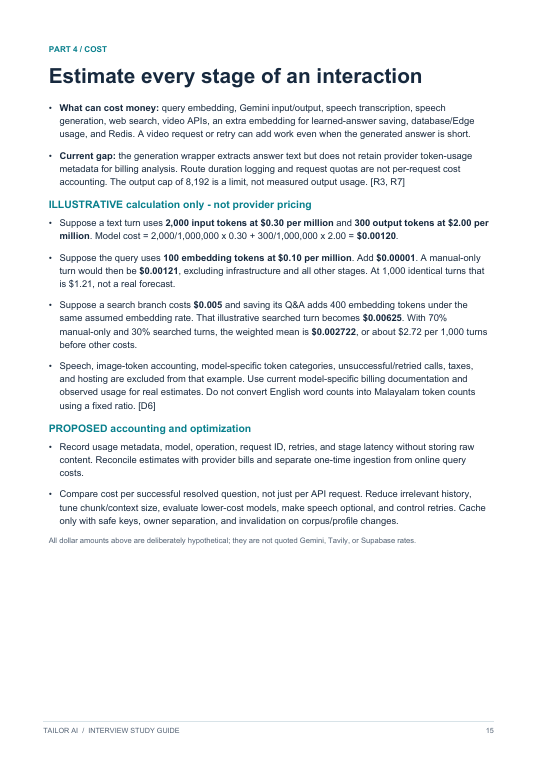 PART 4 / COST
Estimate every stage of an interaction
• What can cost money: query embedding, Gemini input/output, speech transcription, speech
generation, web search, video APIs, an extra embedding for learned-answer saving, database/Edge
usage, and Redis. A video request or retry can add work even when the generated answer is short.
• Current gap: the generation wrapper extracts answer text but does not retain provider token-usage
metadata for billing analysis. Route duration logging and request quotas are not per-request cost
accounting. The output cap of 8,192 is a limit, not measured output usage. [R3, R7]
ILLUSTRATIVE calculation only - not provider pricing
• Suppose a text turn uses 2,000 input tokens at $0.30 per million and 300 output tokens at $2.00 per
million. Model cost = 2,000/1,000,000 x 0.30 + 300/1,000,000 x 2.00 = $0.00120.
• Suppose the query uses 100 embedding tokens at $0.10 per million. Add $0.00001. A manual-only
turn would then be $0.00121, excluding infrastructure and all other stages. At 1,000 identical turns that
is $1.21, not a real forecast.
• Suppose a search branch costs $0.005 and saving its Q&A adds 400 embedding tokens under the
same assumed embedding rate. That illustrative searched turn becomes $0.00625. With 70%
manual-only and 30% searched turns, the weighted mean is $0.002722, or about $2.72 per 1,000 turns
before other costs.
• Speech, image-token accounting, model-specific token categories, unsuccessful/retried calls, taxes,
and hosting are excluded from that example. Use current model-specific billing documentation and
observed usage for real estimates. Do not convert English word counts into Malayalam token counts
using a fixed ratio. [D6]
PROPOSED accounting and optimization
• Record usage metadata, model, operation, request ID, retries, and stage latency without storing raw
content. Reconcile estimates with provider bills and separate one-time ingestion from online query
costs.
• Compare cost per successful resolved question, not just per API request. Reduce irrelevant history,
tune chunk/context size, evaluate lower-cost models, make speech optional, and control retries. Cache
only with safe keys, owner separation, and invalidation on corpus/profile changes.
All dollar amounts above are deliberately hypothetical; they are not quoted Gemini, Tavily, or Supabase rates.
TAILOR AI / INTERVIEW STUDY GUIDE
15